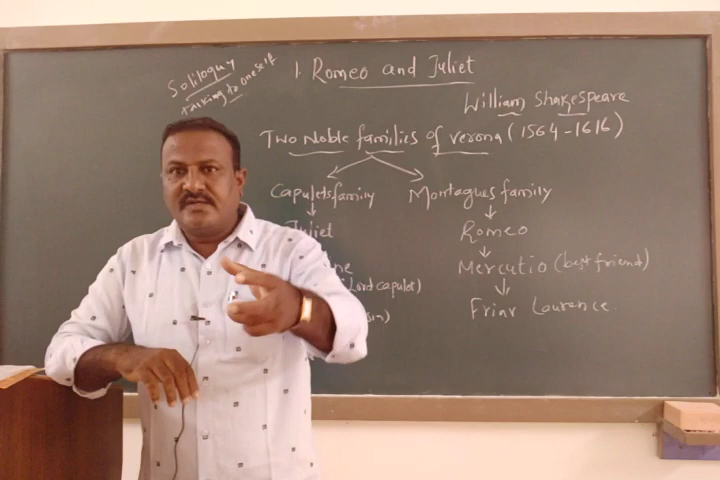 Soliloquy
talking to oneself
1. Romeo and Juliet
William Shakespeare
Two Noble families of verona (1564-1616)
Capulets family Montagues family
Juliet Romeo
Mercutio (best friend)
Lord capulet)
Friar Laurence.